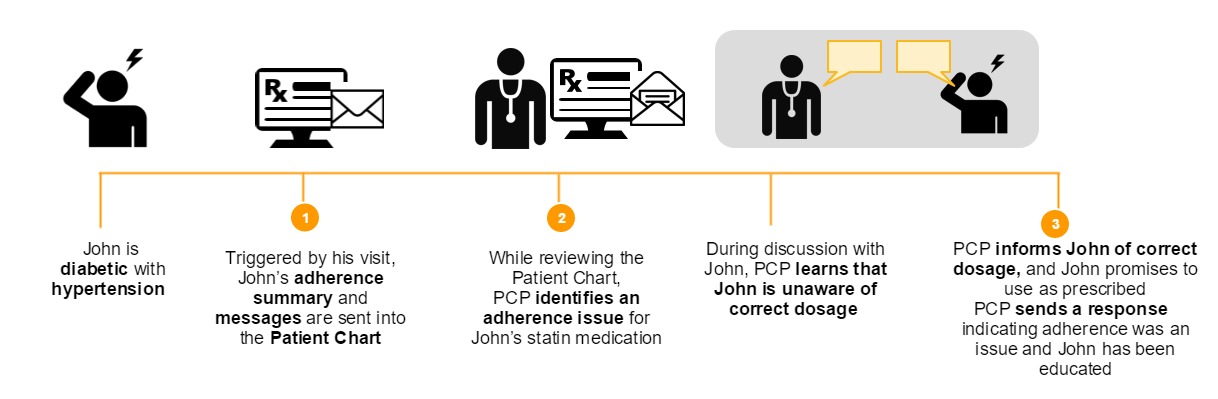 Rx
Rx
1
2
3
John is
diabetic with
hypertension
Triggered by his visit,
John’s adherence
summary and
messages are sent into
the Patient Chart
While reviewing the
Patient Chart,
PCP identifies an
adherence issue for
John’s statin medication
During discussion with
John, PCP learns that
John is unaware of
correct dosage
PCP informs John of correct
dosage, and John promises to
use as prescribed
PCP sends a response
indicating adherence was an
issue and John has been
educated